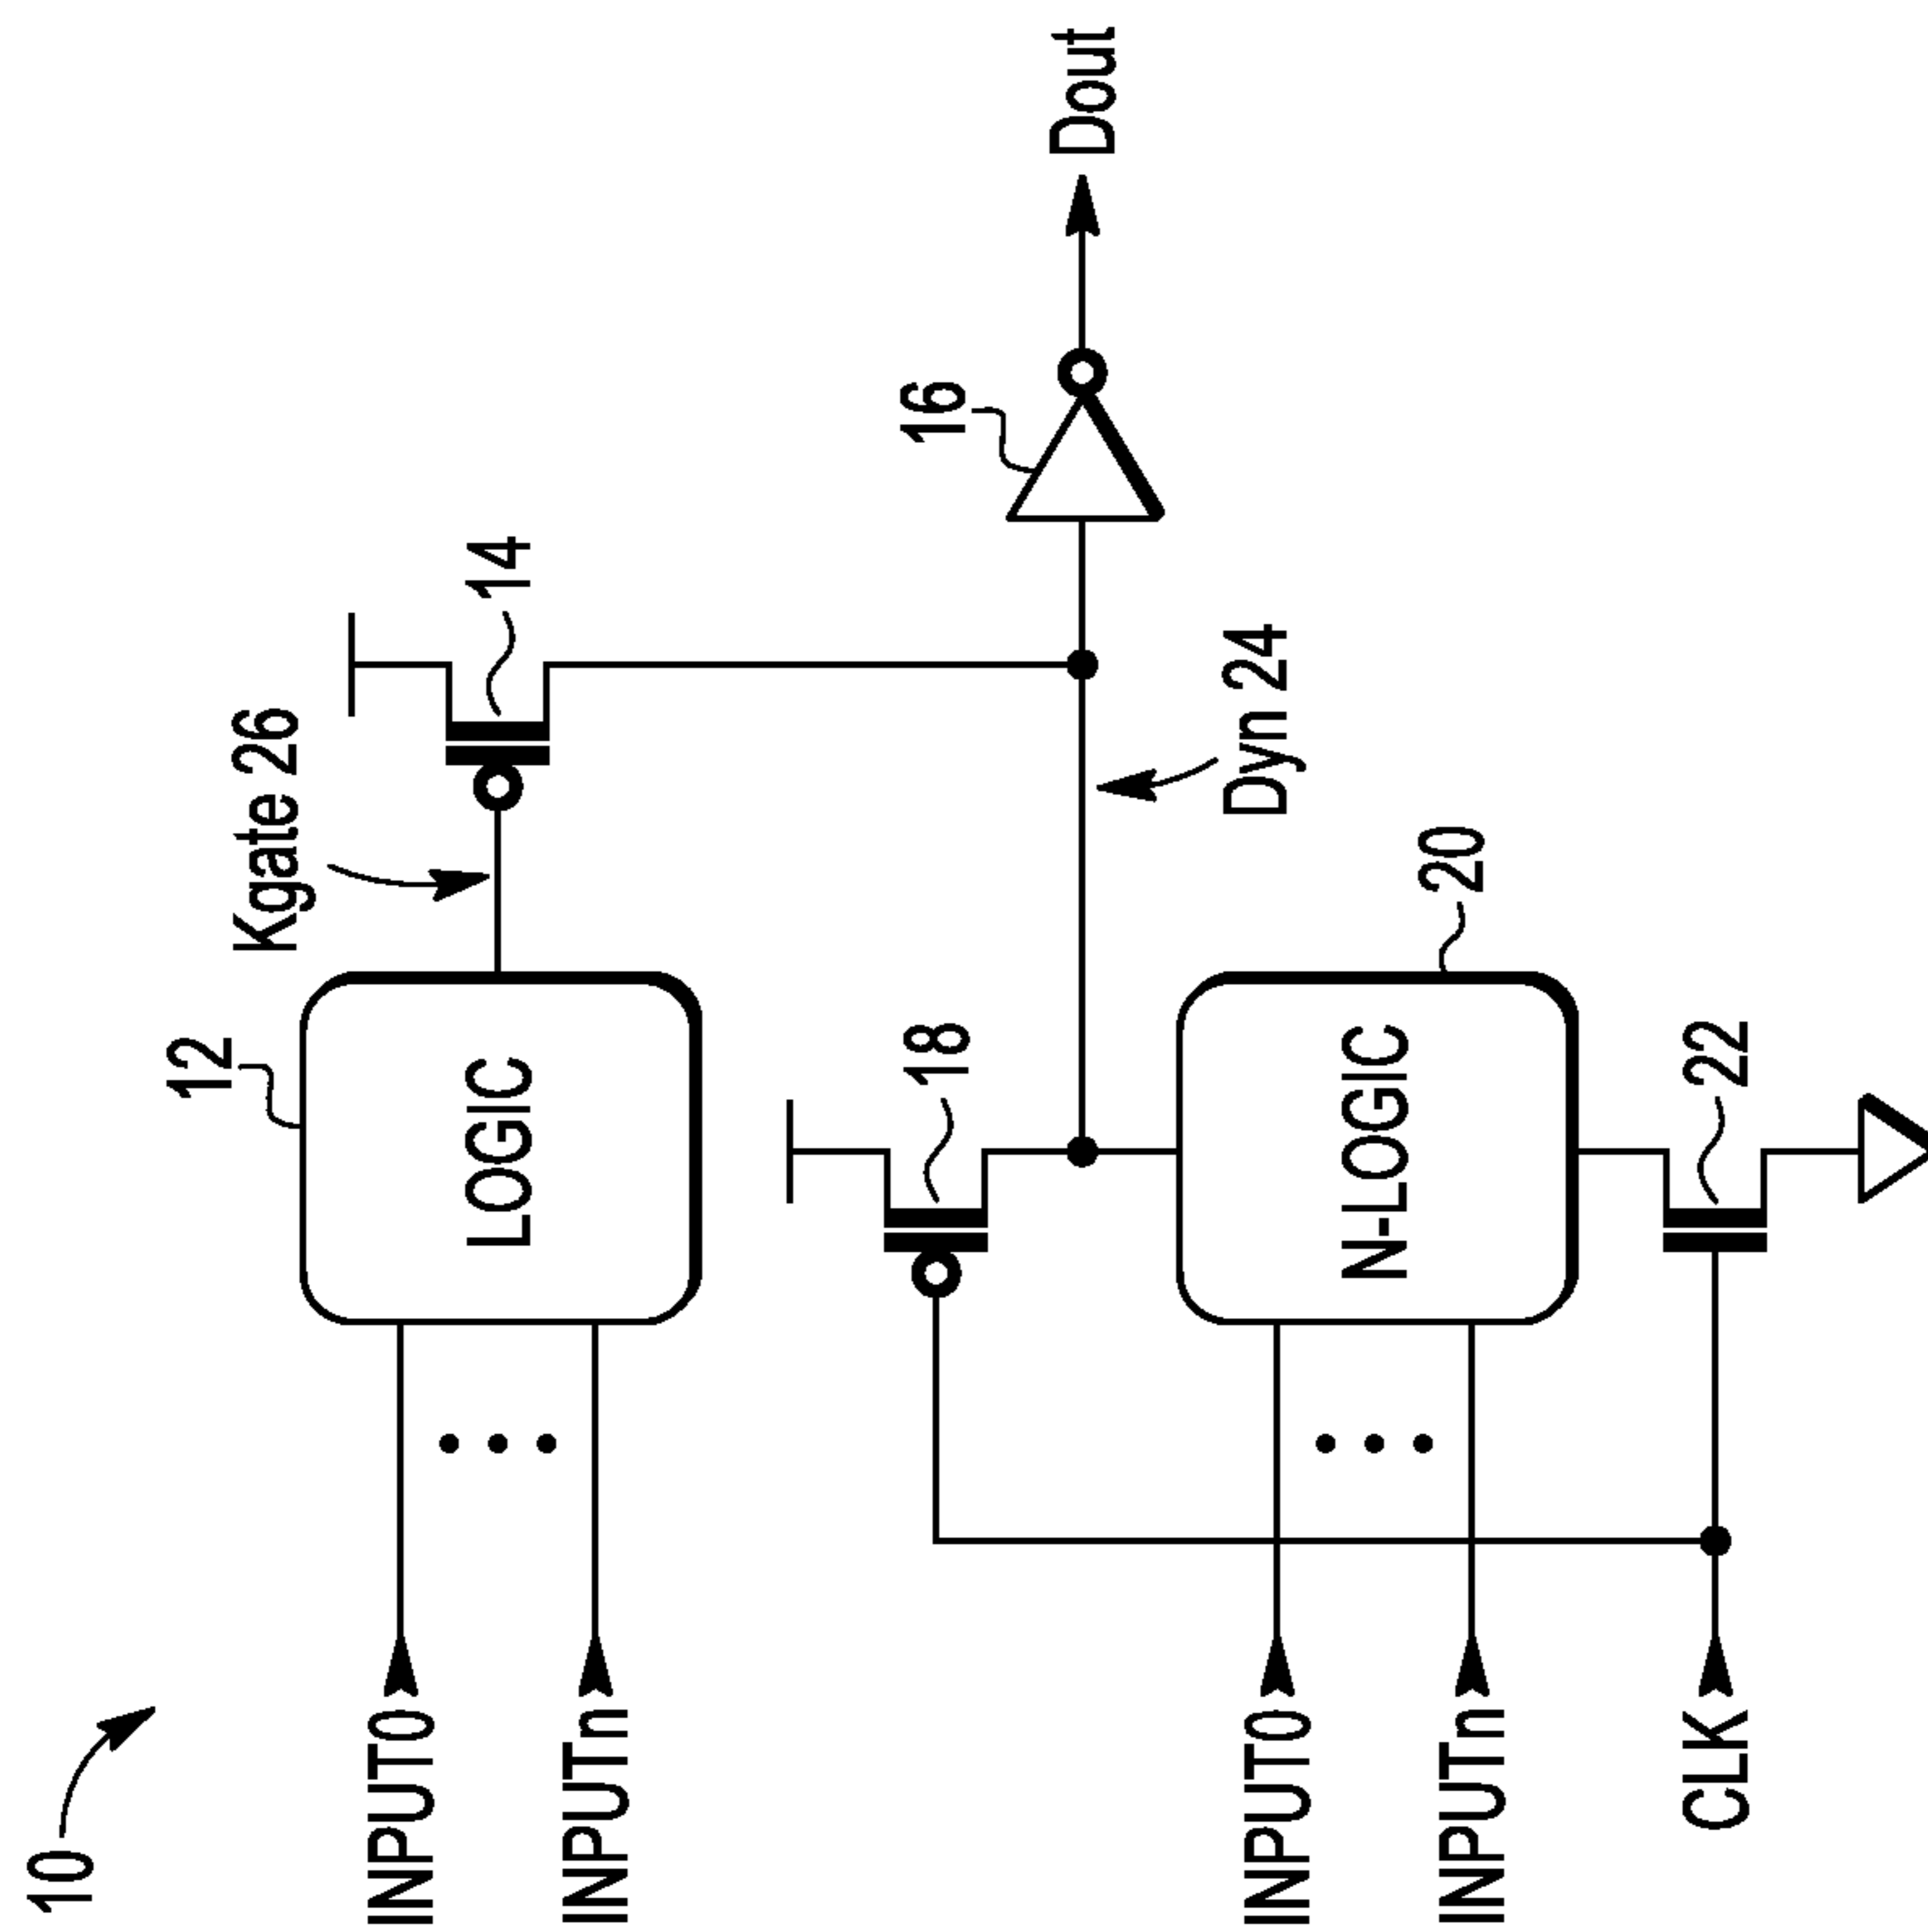 10
12
Kgate 26
14
INPUT0
LOGIC
INPUTn
18
16
Dout
Dyn 24
20
INPUT0
N-LOGIC
INPUTn
22
CLK